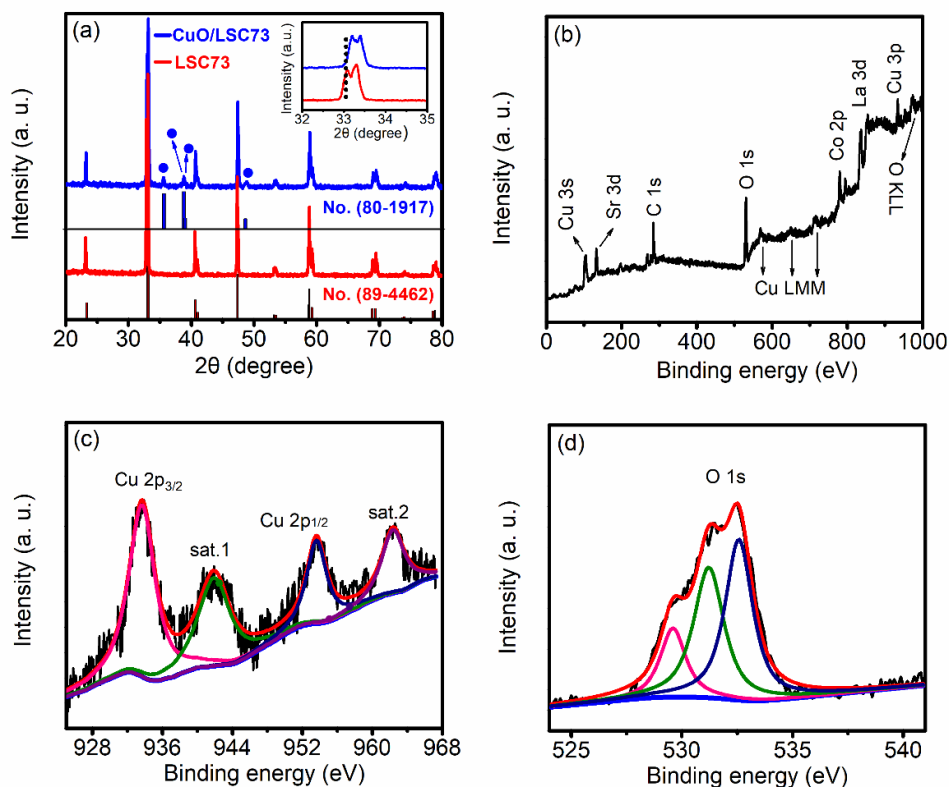 (a)
CuO/LSC73
LSC73
Intensity (a.u.)
32 33 34 35
2θ (degree)
Intensity (a. u.)
No. (80-1917)
No. (89-4462)
20 30 40 50 60 70 80
2θ (degree)
(b)
Intensity (a. u.)
Cu 3s
Sr 3d
C 1s
O 1s
Cu LMM
Co 2p
La 3d
Cu 3p
O KLL
0 200 400 600 800 1000
Binding energy (eV)
(c)
Intensity (a. u.)
Cu 2p3/2
sat.1
Cu 2p1/2
sat.2
928 936 944 952 960 968
Binding energy (eV)
(d)
Intensity (a. u.)
O 1s
525 530 535 540
Binding energy (eV)